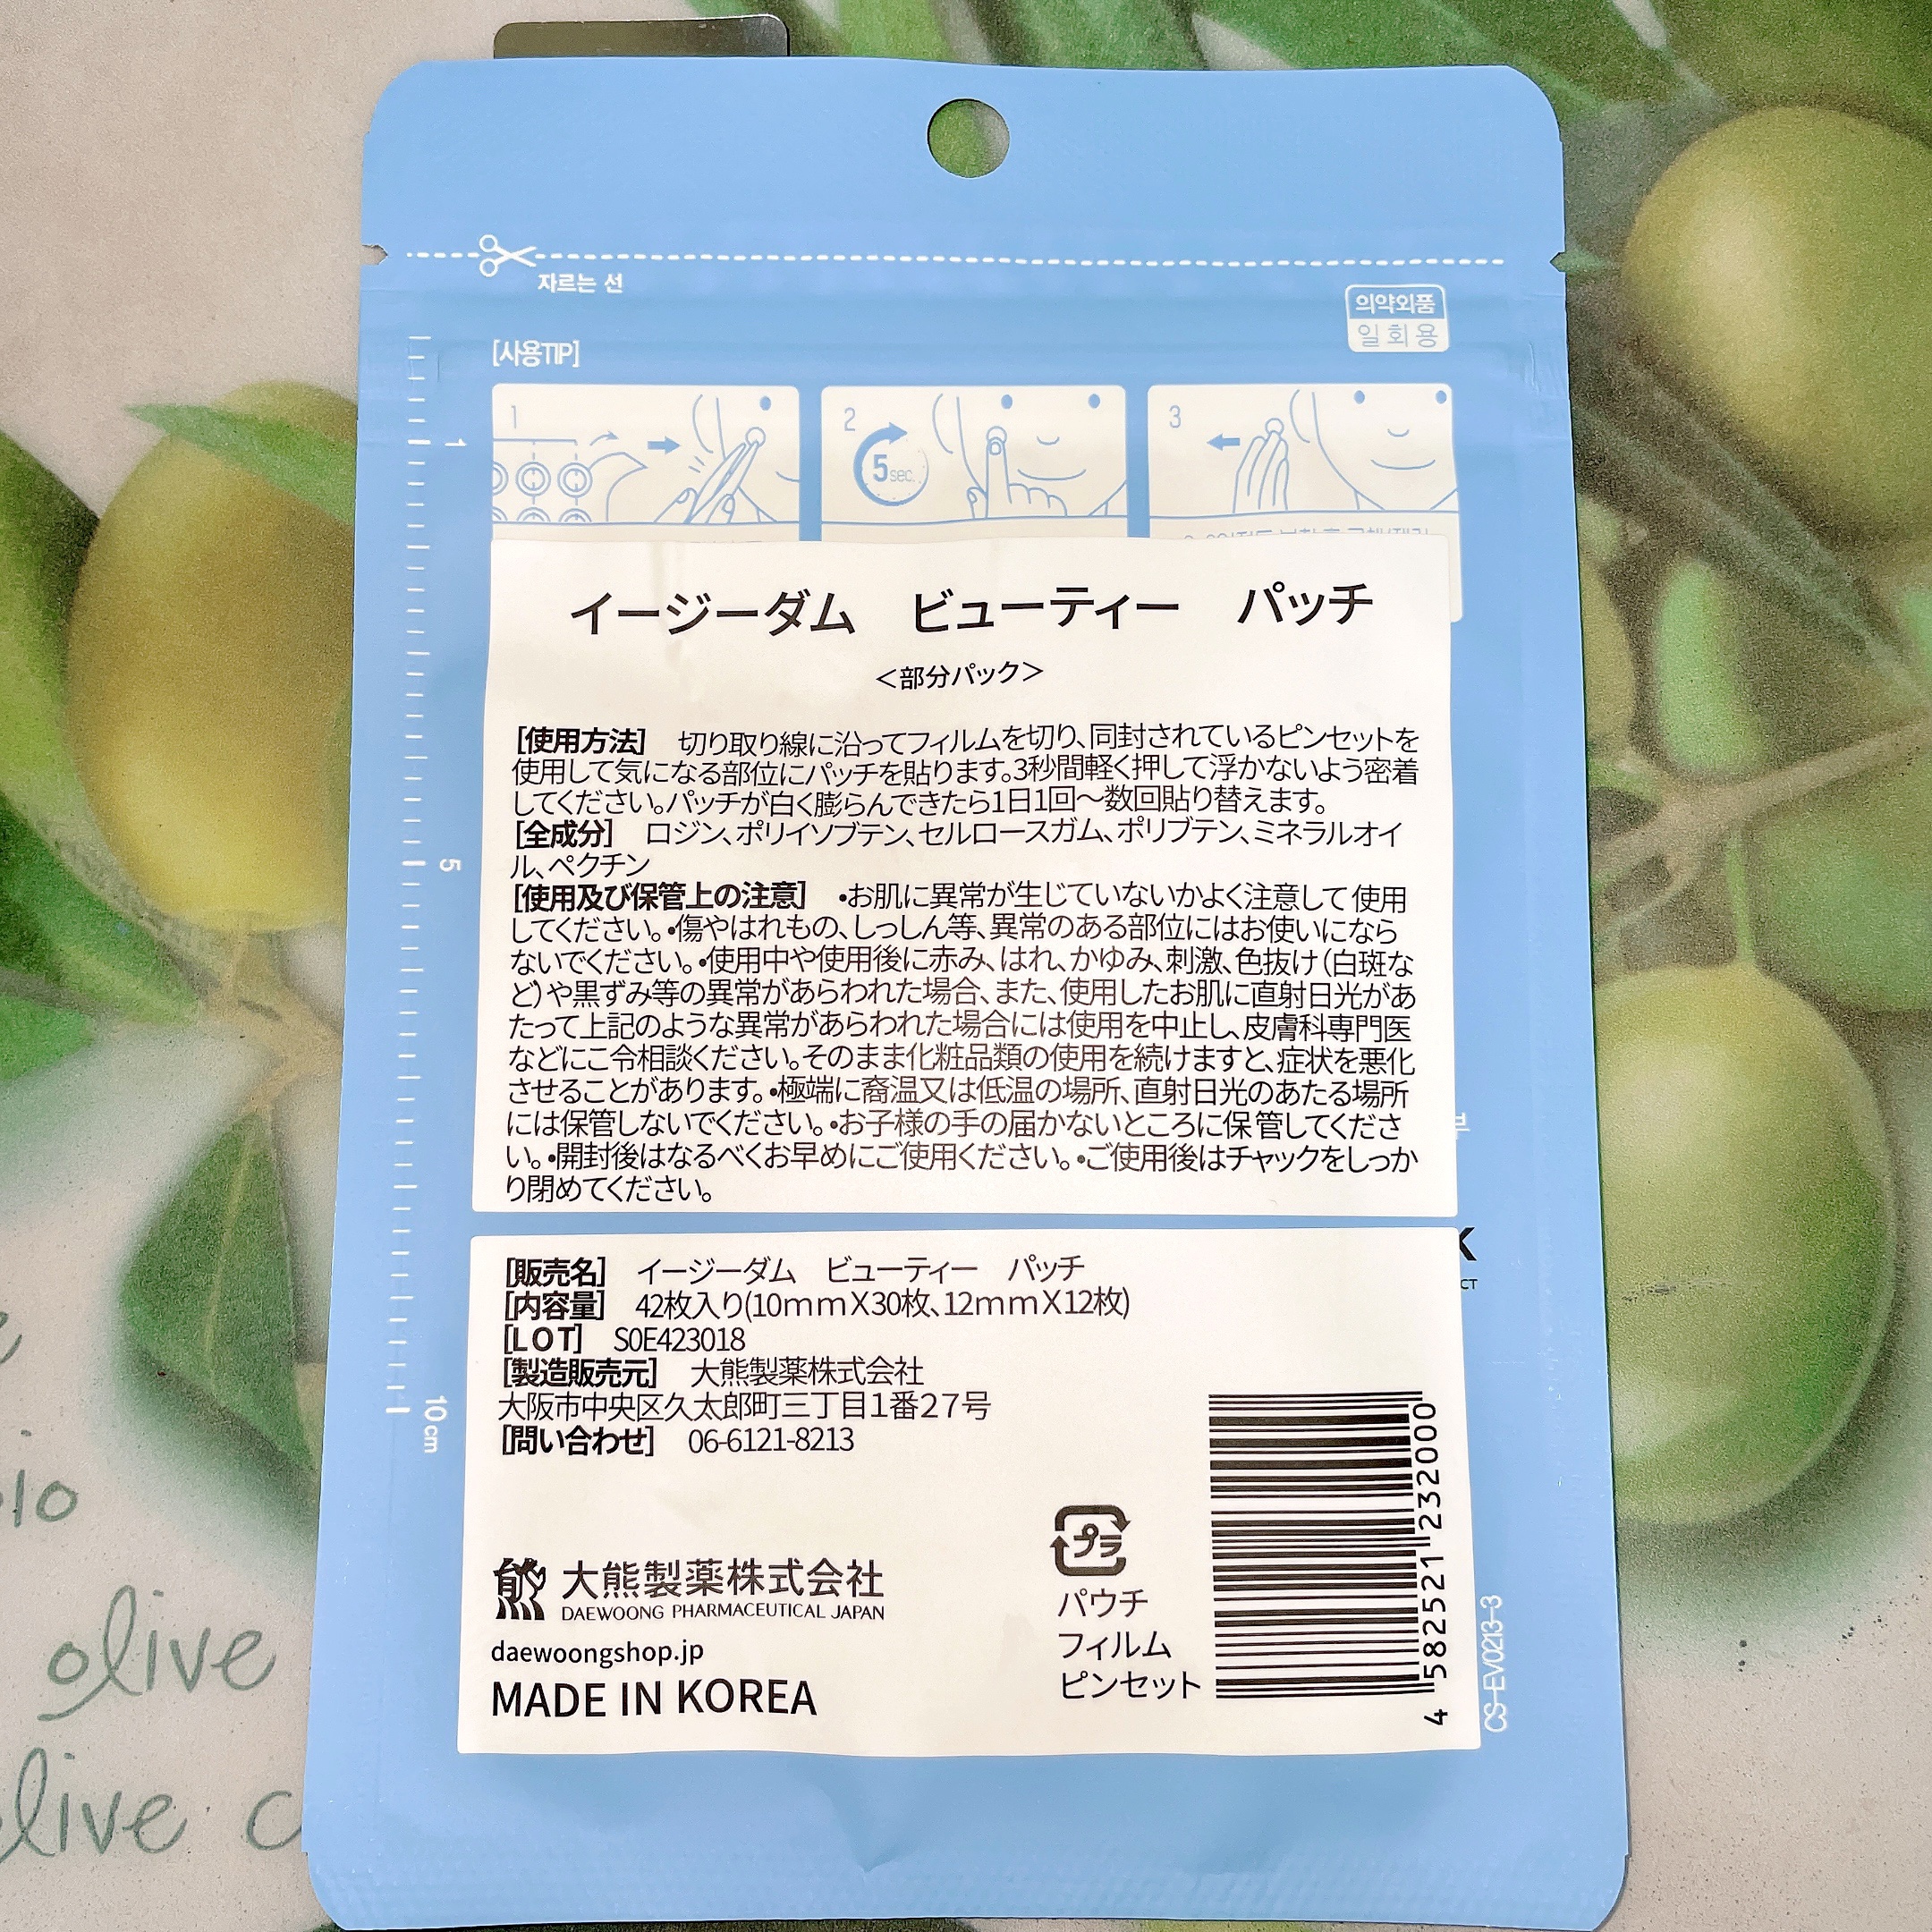 자르는 선
의약외품
일회용
[사용TIP]
1
2
5sec.
3
イージーダム　ビューティー　パッチ
＜部分パック＞
[使用方法]　切り取り線に沿ってフィルムを切り、同封されているピンセットを
使用して気になる部位にパッチを貼ります。3秒間軽く押して浮かないよう密着
してください。パッチが白く膨らんできたら1日1回～数回貼り替えます。
[全成分]　ロジン、ポリイソブテン、セルロースガム、ポリブテン、ミネラルオイ
ル、ペクチン
[使用及び保管上の注意]　•お肌に異常が生じていないかよく注意して使用
してください。•傷やはれもの、しっしん等、異常のある部位にはお使いになら
ないでください。•使用中や使用後に赤み、はれ、かゆみ、刺激、色抜け（白斑な
ど）や黒ずみ等の異常があらわれた場合、また、使用したお肌に直射日光があ
たって上記のような異常があらわれた場合には使用を中止し、皮膚科専門医
などにこ令相談ください。そのまま化粧品類の使用を続けますと、症状を悪化
させることがあります。•極端に裔温又は低温の場所、直射日光のあたる場所
には保管しないでください。•お子様の手の届かないところに保管してくださ
い。•開封後はなるべくお早めにご使用ください。•ご使用後はチャックをしっか
り閉めてください。
[販売名]　イージーダム　ビューティー　パッチ
[内容量]　42枚入り(10ｍｍX30枚、12ｍｍX12枚)
[LOT]　S0E423018
[製造販売元]　大熊製薬株式会社
大阪市中央区久太郎町三丁目1番27号
[問い合わせ]　06-6121-8213
大熊製薬株式会社
DAEWOONG PHARMACEUTICAL JAPAN
daewoongshop.jp
MADE IN KOREA
プラ
パウチ
フィルム
ピンセット
4 582521 232000
CS-EV0213-3
1
5
10cm
부
K
CT
olive
olive c